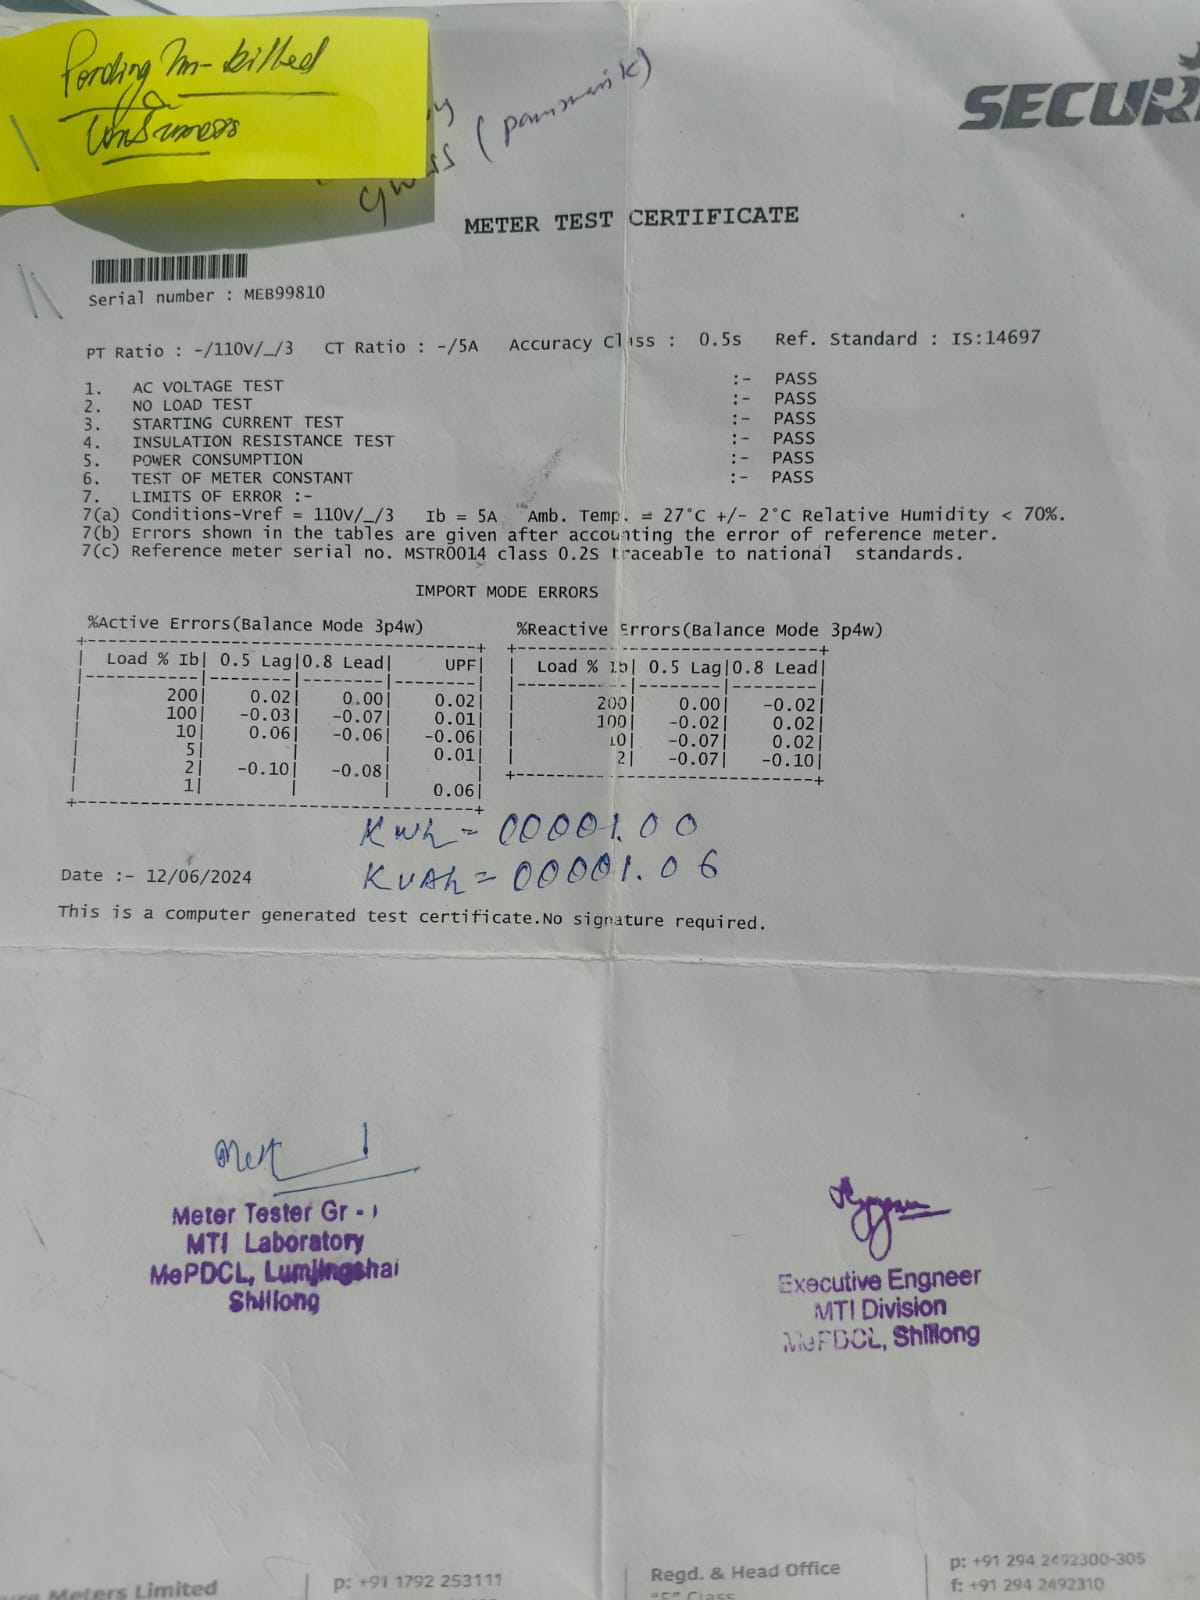 Pending Un-billed
Consumers
(pamsmanik)
SECUR
METER TEST CERTIFICATE
Serial number : MEB99810
PT Ratio : -/110V/_/3 CT Ratio : -/5A Accuracy Class : 0.5s Ref. Standard : IS:14697
1. AC VOLTAGE TEST :- PASS
2. NO LOAD TEST :- PASS
3. STARTING CURRENT TEST :- PASS
4. INSULATION RESISTANCE TEST :- PASS
5. POWER CONSUMPTION :- PASS
6. TEST OF METER CONSTANT :- PASS
7. LIMITS OF ERROR :-
7(a) Conditions-Vref = 110V/_/3 Ib = 5A Amb. Temp. = 27°C +/- 2°C Relative Humidity < 70%.
7(b) Errors shown in the tables are given after accounting the error of reference meter.
7(c) Reference meter serial no. MSTR0014 class 0.2S traceable to national standards.
IMPORT MODE ERRORS
%Active Errors(Balance Mode 3p4w)
Load % Ib| 0.5 Lag|0.8 Lead| UPF|
200| 0.02| 0.00| 0.02|
100| -0.03| -0.07| 0.01|
10| 0.06| -0.06| -0.06|
5| | | 0.01|
2| -0.10| -0.08| |
1| | | 0.06|
%Reactive Errors(Balance Mode 3p4w)
Load % Ib| 0.5 Lag|0.8 Lead|
200| 0.00| -0.02|
100| -0.02| 0.02|
10| -0.07| 0.02|
2| -0.07| -0.10|
KWh = 00001.00
KVAh = 00001.06
Date :- 12/06/2024
This is a computer generated test certificate.No signature required.
Meter Tester Gr - I
MTI Laboratory
MePDCL, Lumjingshai
Shillong
Executive Engneer
MTI Division
MePDCL, Shillong
ure Meters Limited
p: +91 1792 253111
Regd. & Head Office
"E" Class
p: +91 294 2492300-305
f: +91 294 2492310